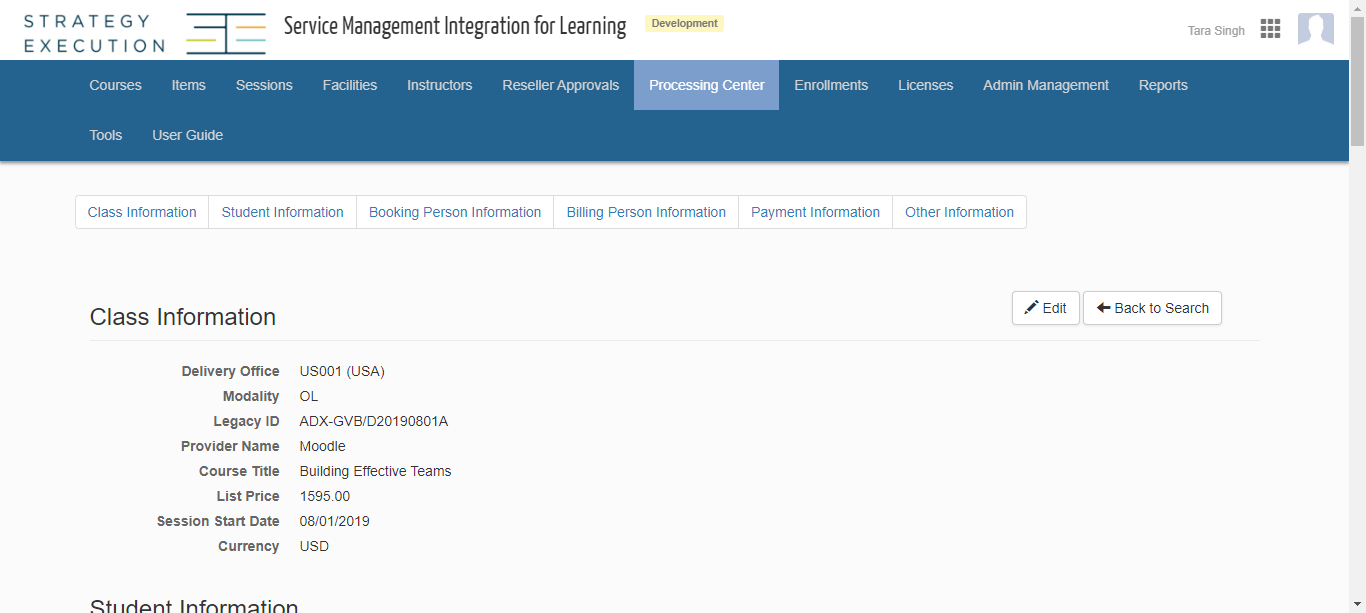 STRATEGY
EXECUTION
Service Management Integration for Learning
Development
Tara Singh
Courses Items Sessions Facilities Instructors Reseller Approvals Processing Center Enrollments Licenses Admin Management Reports
Tools User Guide
Class Information Student Information Booking Person Information Billing Person Information Payment Information Other Information
Class Information
Edit Back to Search
Delivery Office US001 (USA)
Modality OL
Legacy ID ADX-GVB/D20190801A
Provider Name Moodle
Course Title Building Effective Teams
List Price 1595.00
Session Start Date 08/01/2019
Currency USD
Student Information